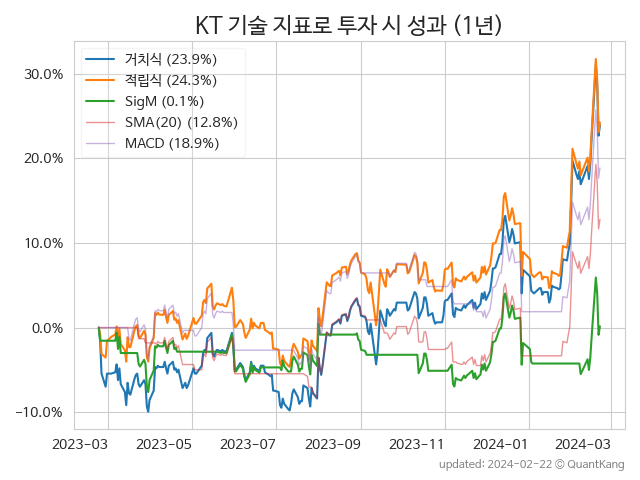 KT 기술 지표로 투자 시 성과 (1년)
거치식 (23.9%)
적립식 (24.3%)
SigM (0.1%)
SMA(20) (12.8%)
MACD (18.9%)
30.0%
20.0%
10.0%
0.0%
−10.0%
2023-03 2023-05 2023-07 2023-09 2023-11 2024-01 2024-03
updated: 2024-02-22 © QuantKang